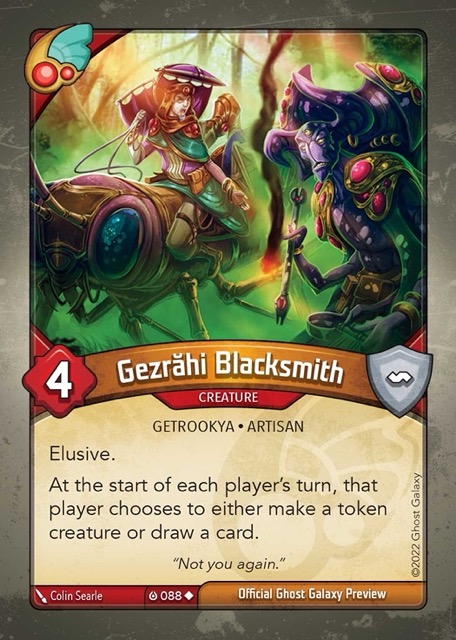 4
Gezrăhi Blacksmith
CREATURE
GETROOKYA • ARTISAN
Elusive.
At the start of each player's turn, that
player chooses to either make a token
creature or draw a card.
"Not you again."
©2022 Ghost Galaxy
Colin Searle
088
Official Ghost Galaxy Preview